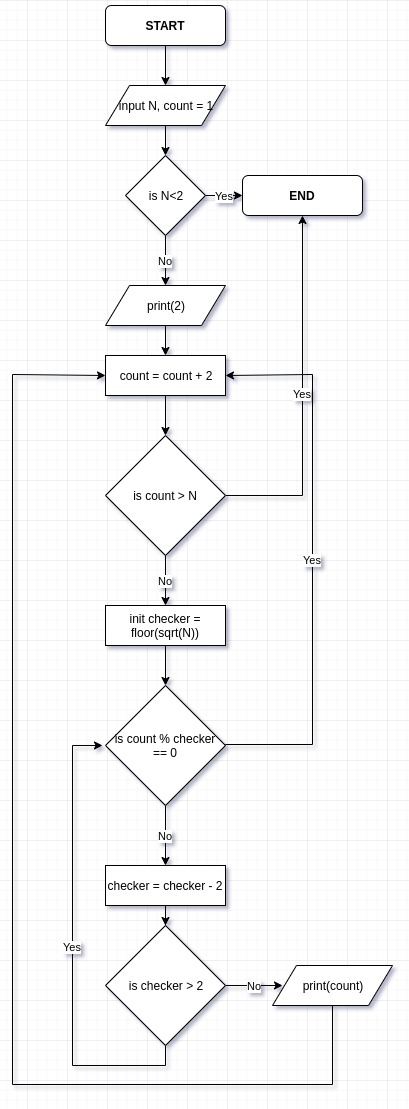 START
input N, count = 1
is N<2
Yes
END
No
print(2)
count = count + 2
Yes
is count > N
Yes
No
init checker =
floor(sqrt(N))
is count % checker
== 0
No
checker = checker - 2
Yes
is checker > 2
No
print(count)